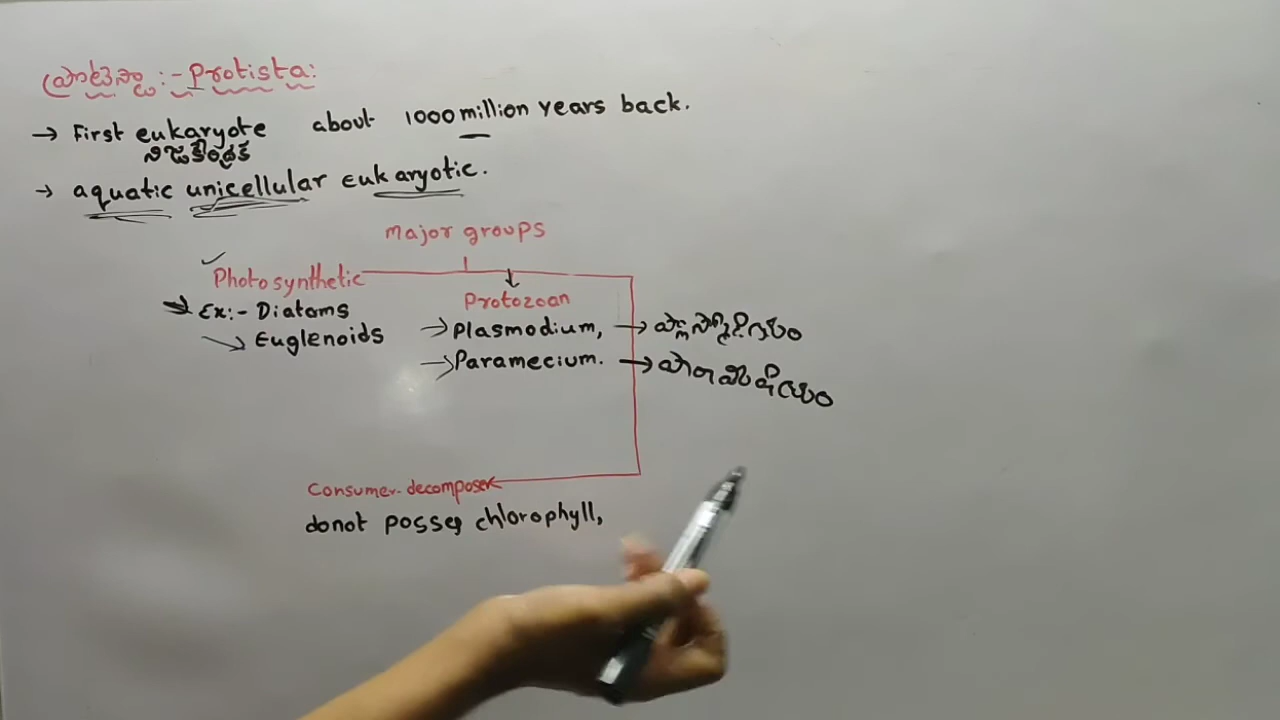 ಪ್ರೊಟಿಸ್ಟಾ :- Protista:
→ First eukaryote about 1000 million years back.
→ aquatic unicellular eukaryotic.
Major groups
Photosynthetic
Ex:- Diatoms
Euglenoids
Protozoan
→ Plasmodium, → ಪ್ಲಾಸ್ಮೋಡಿಯಂ
→ Paramecium. → ಪಾರಾಮಿಸಿಯಂ
Consumer-decomposer
donot posses chlorophyll,